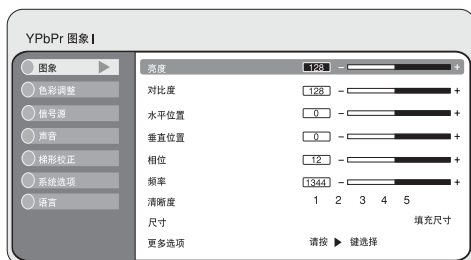 YPbPr 图象 I
图象
色彩调整
信号源
声音
梯形校正
系统选项
语言
亮度 128 - +
对比度 128 - +
水平位置 0 - +
垂直位置 0 - +
相位 12 - +
频率 1344 - +
清晰度 1 2 3 4 5
尺寸 填充尺寸
更多选项 请按 ▶ 键选择